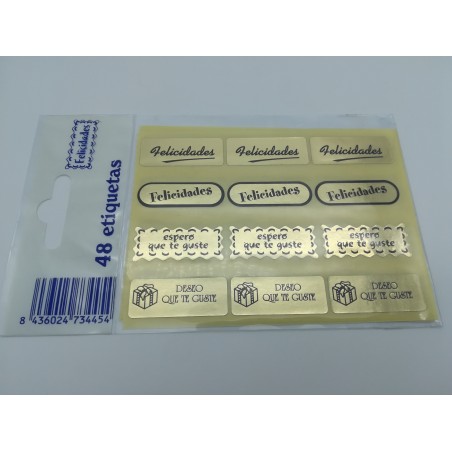 Felicidades
48 etiquetas
8 436024 734454
Felicidades Felicidades Felicidades
Felicidades Felicidades Felicidades
espero espero espero
que te guste que te guste que te guste
DESEO DESEO DESEO
QUE TE GUSTE QUE TE GUSTE QUE TE GUSTE